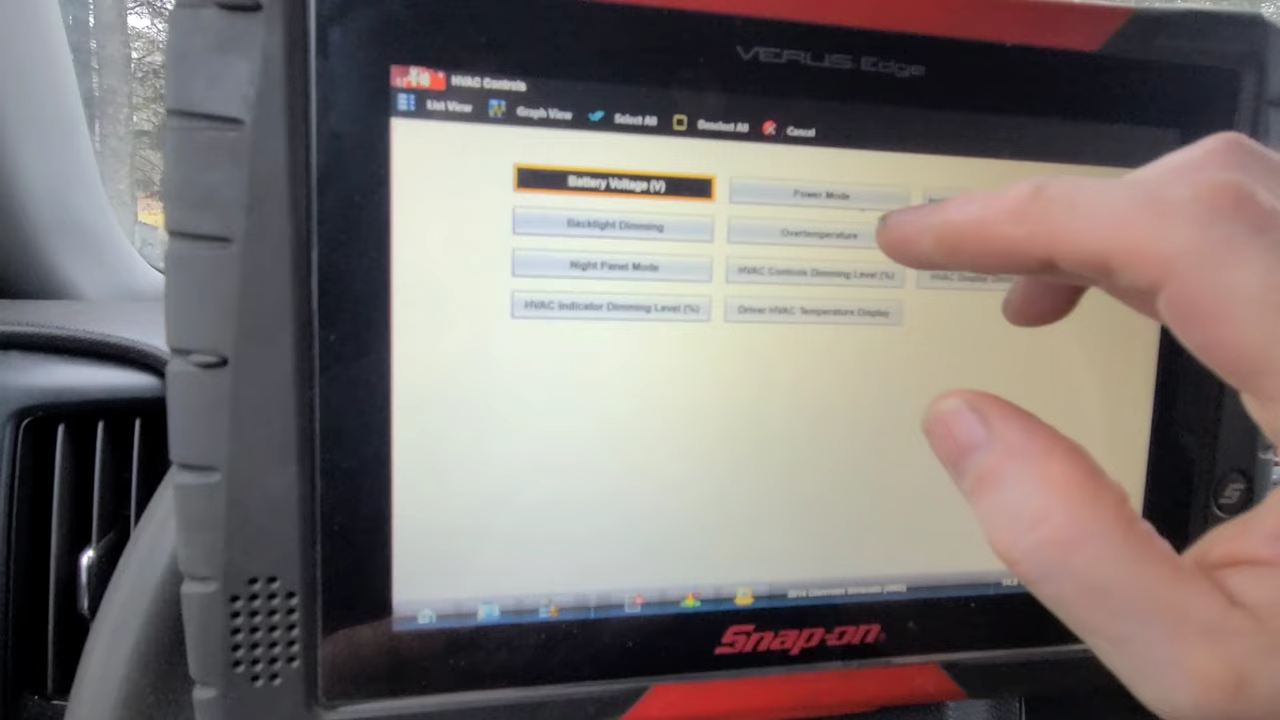 VERUS Edge
HVAC Controls
List View Graph View Select All Deselect All Cancel
Battery Voltage (V) Power Mode
Backlight Dimming Overtemperature
Night Panel Mode HVAC Controls Dimming Level (%) HVAC Display
HVAC Indicator Dimming Level (%) Driver HVAC Temperature Display
Snap-on